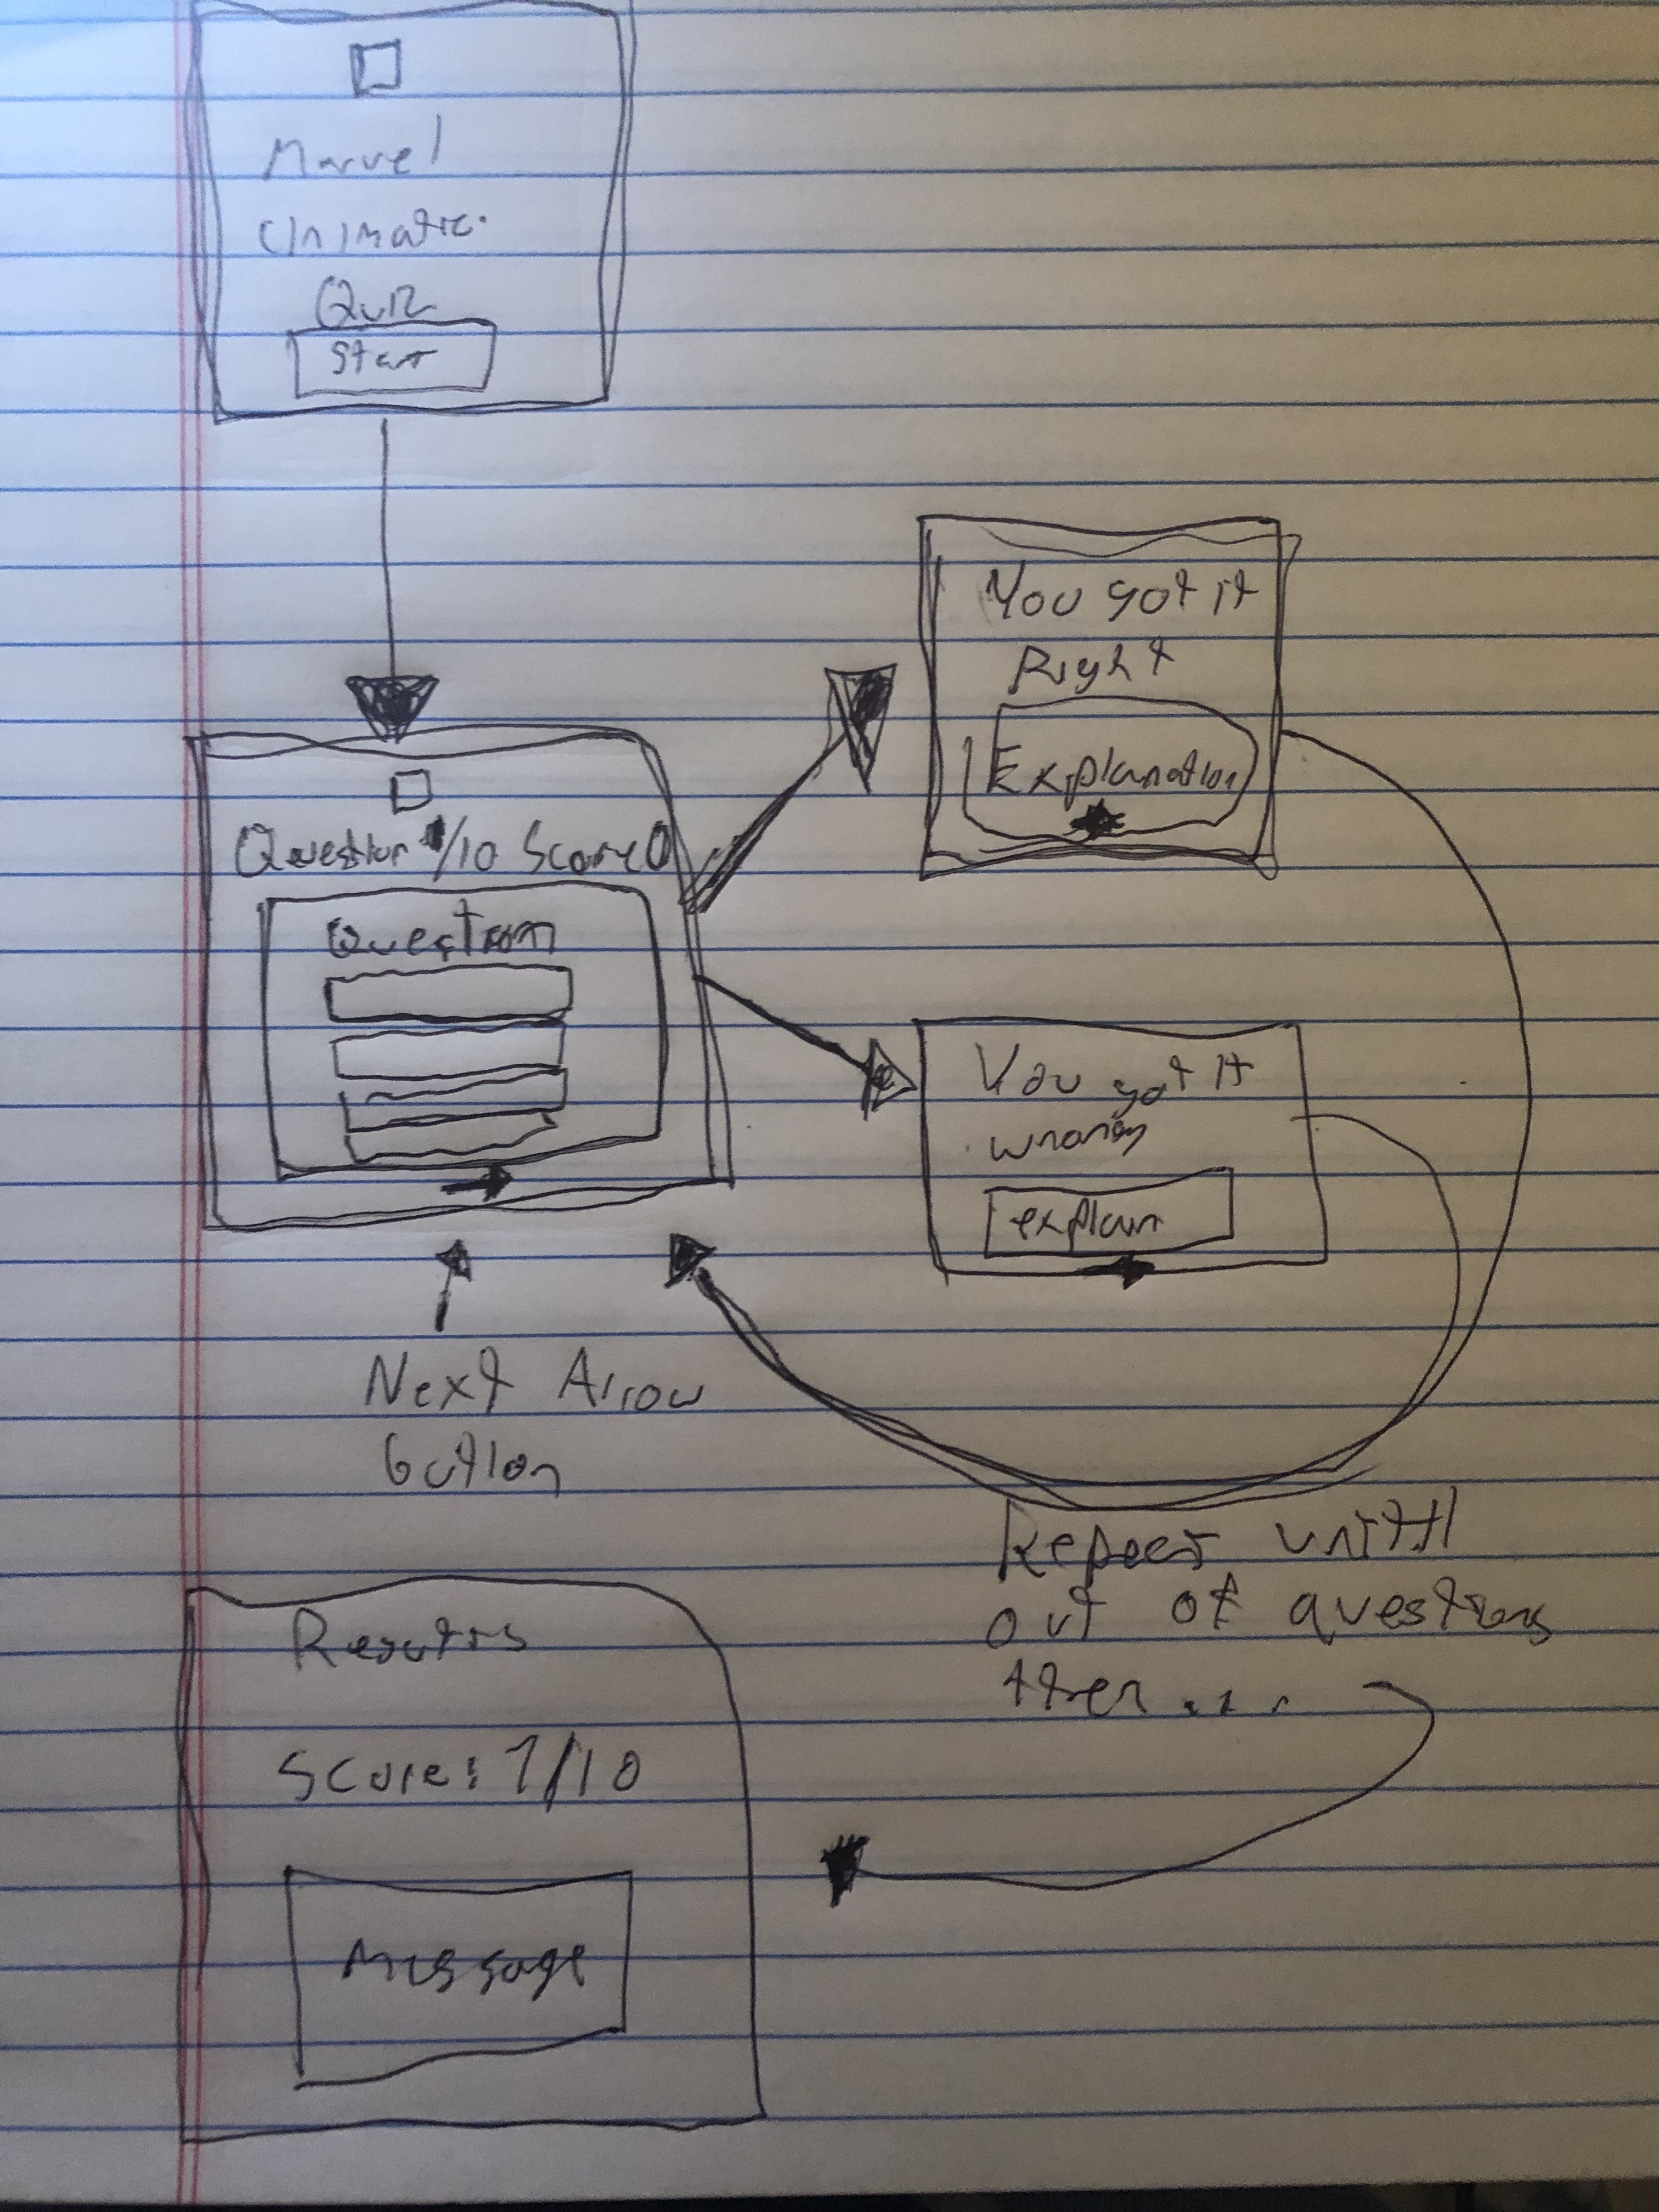 Marvel
Cinimatic
Quiz
Start
You got it
Right
Explanation
Question 1/10 Score 0
Question
You got it
wrong
explain
Next Arrow
button
Repeat until
out of questions
then....
Results
Score: 7/10
Message